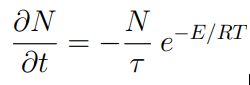 ∂N/∂t = −N/τ e^{−E/RT}